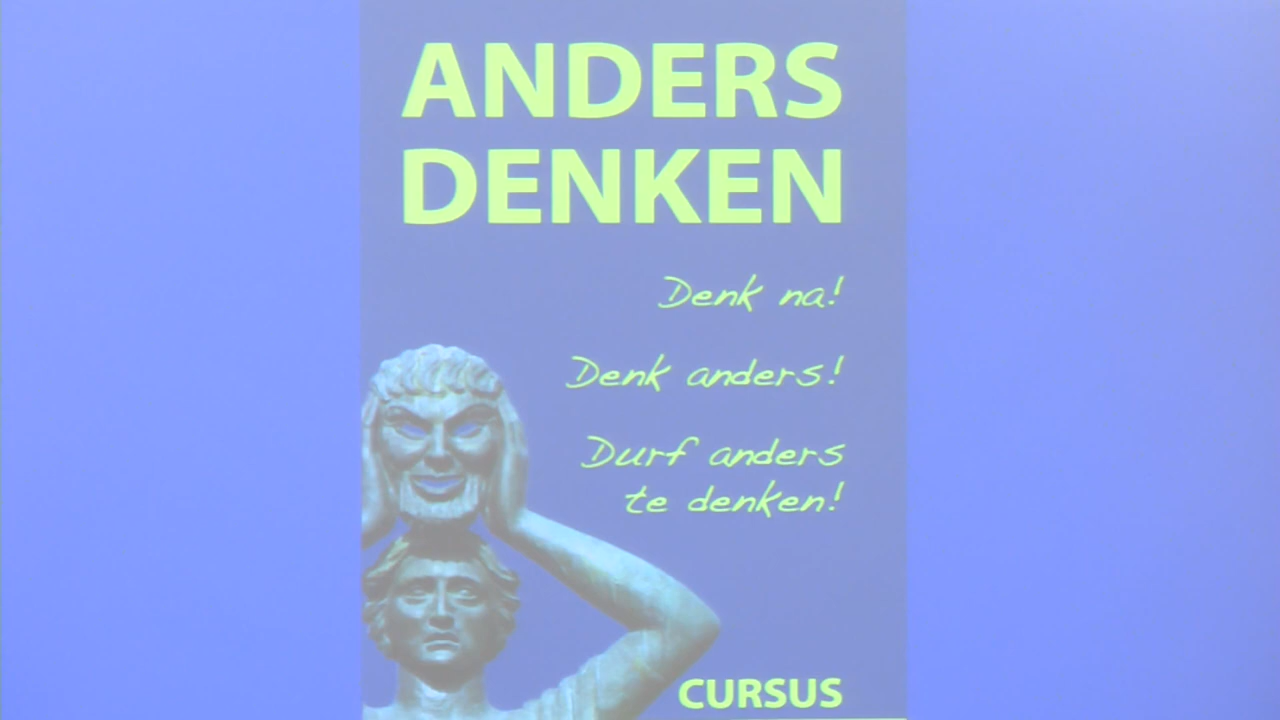 ANDERS
DENKEN
Denk na!
Denk anders!
Durf anders
te denken!
CURSUS